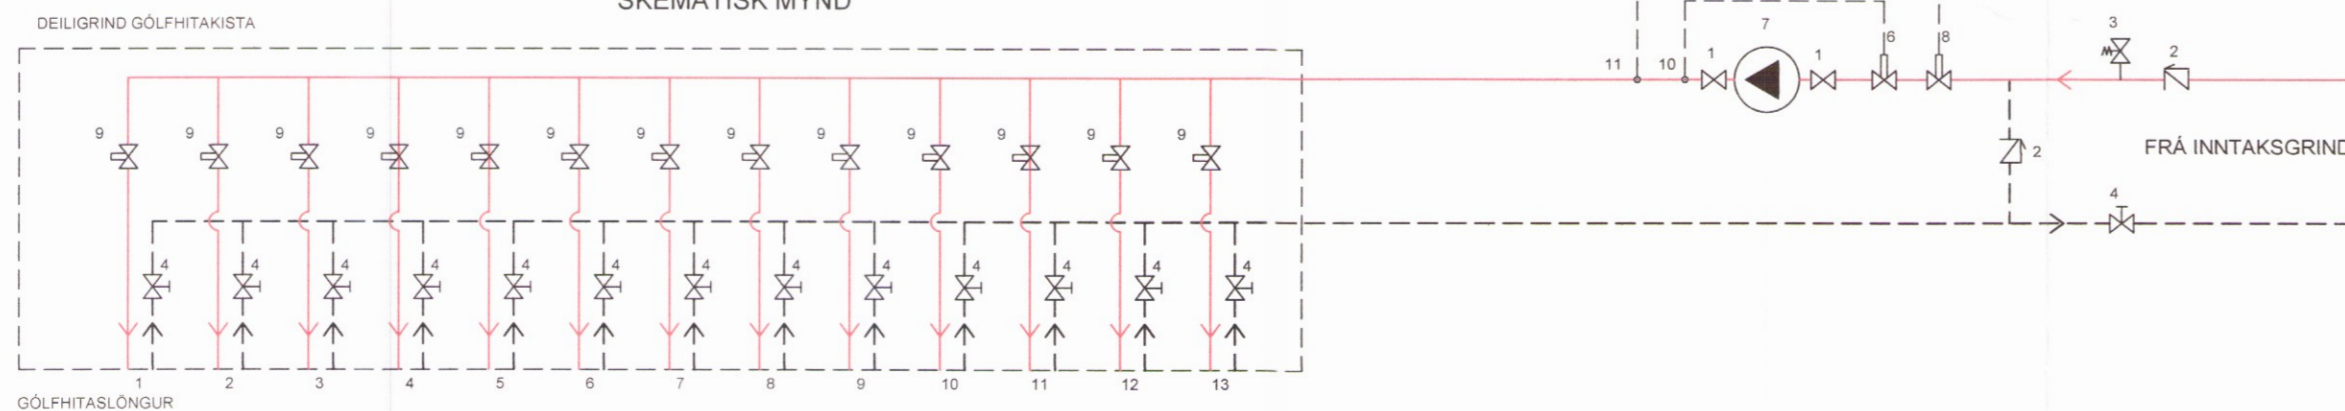 SKEMATISK MYND
DEILIGRIND GÓLFHITAKISTA
7
3
1
1
6
8
2
11
10
9 9 9 9 9 9 9 9 9 9 9 9 9
2
FRÁ INNTAKSGRIND
4
4 4 4 4 4 4 4 4 4 4 4 4 4
1 2 3 4 5 6 7 8 9 10 11 12 13
GÓLFHITASLÖNGUR